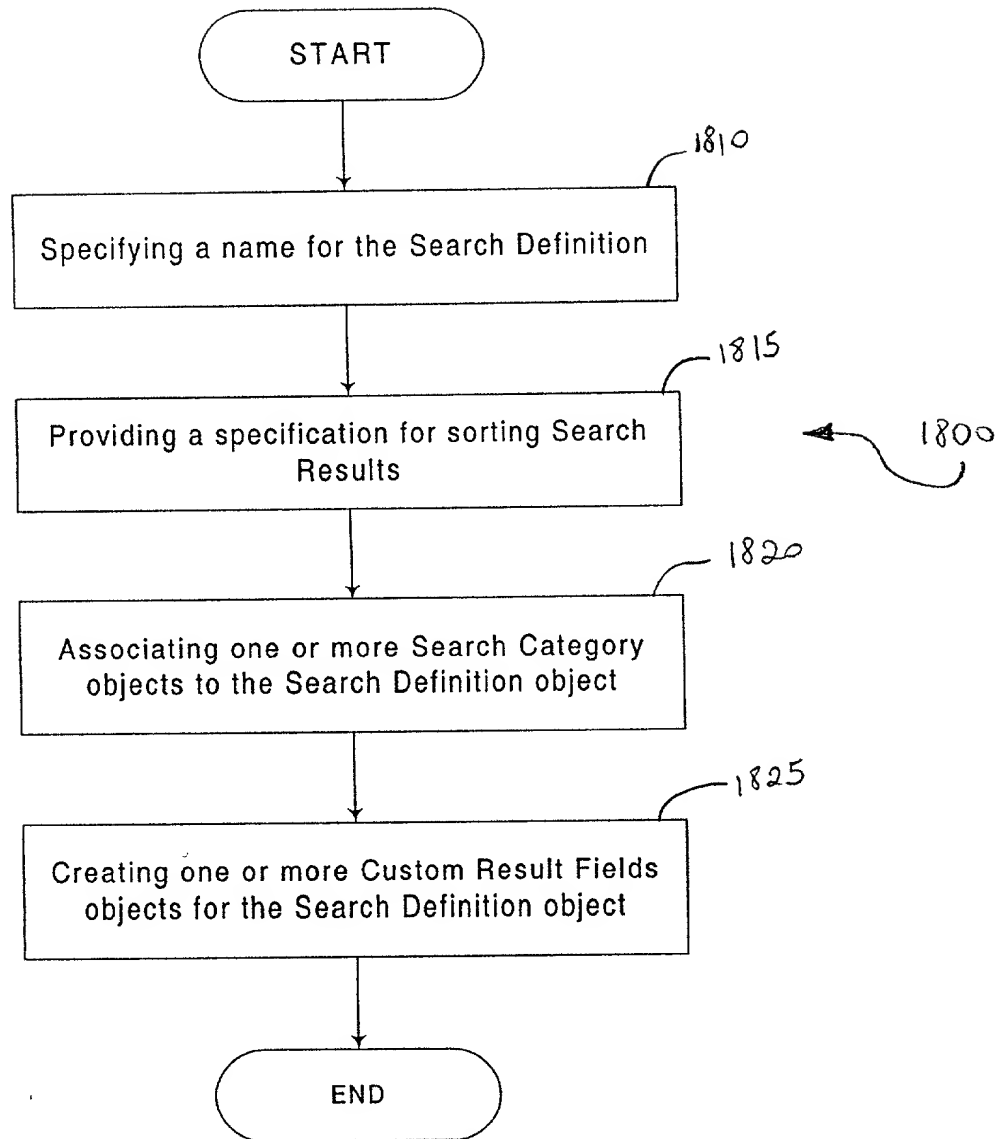 START
1810
Specifying a name for the Search Definition
1815
Providing a specification for sorting Search
Results
1800
1820
Associating one or more Search Category
objects to the Search Definition object
1825
Creating one or more Custom Result Fields
objects for the Search Definition object
END